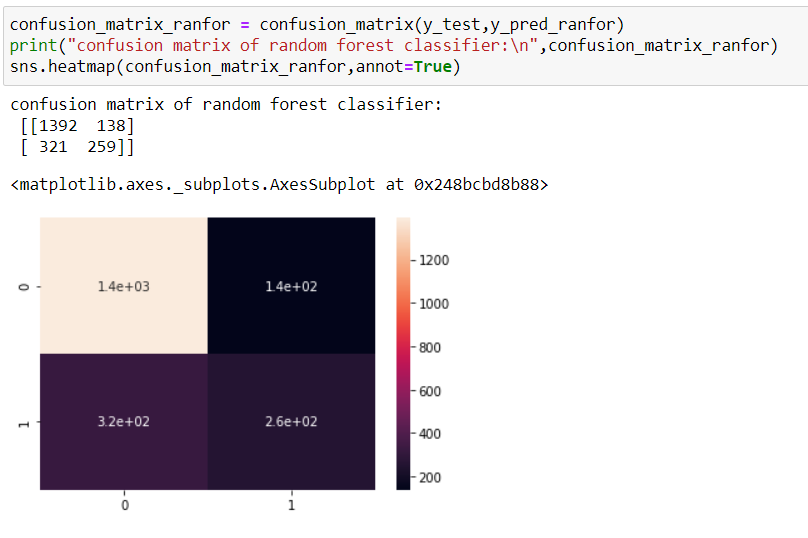 confusion_matrix_ranfor = confusion_matrix(y_test,y_pred_ranfor)
print("confusion matrix of random forest classifier:\n",confusion_matrix_ranfor)
sns.heatmap(confusion_matrix_ranfor,annot=True)
confusion matrix of random forest classifier:
[[1392 138]
[ 321 259]]
<matplotlib.axes._subplots.AxesSubplot at 0x248bcbd8b88>
1200
0 1.4e+03 1.4e+02
1000
800
600
1 3.2e+02 2.6e+02
400
200
0 1